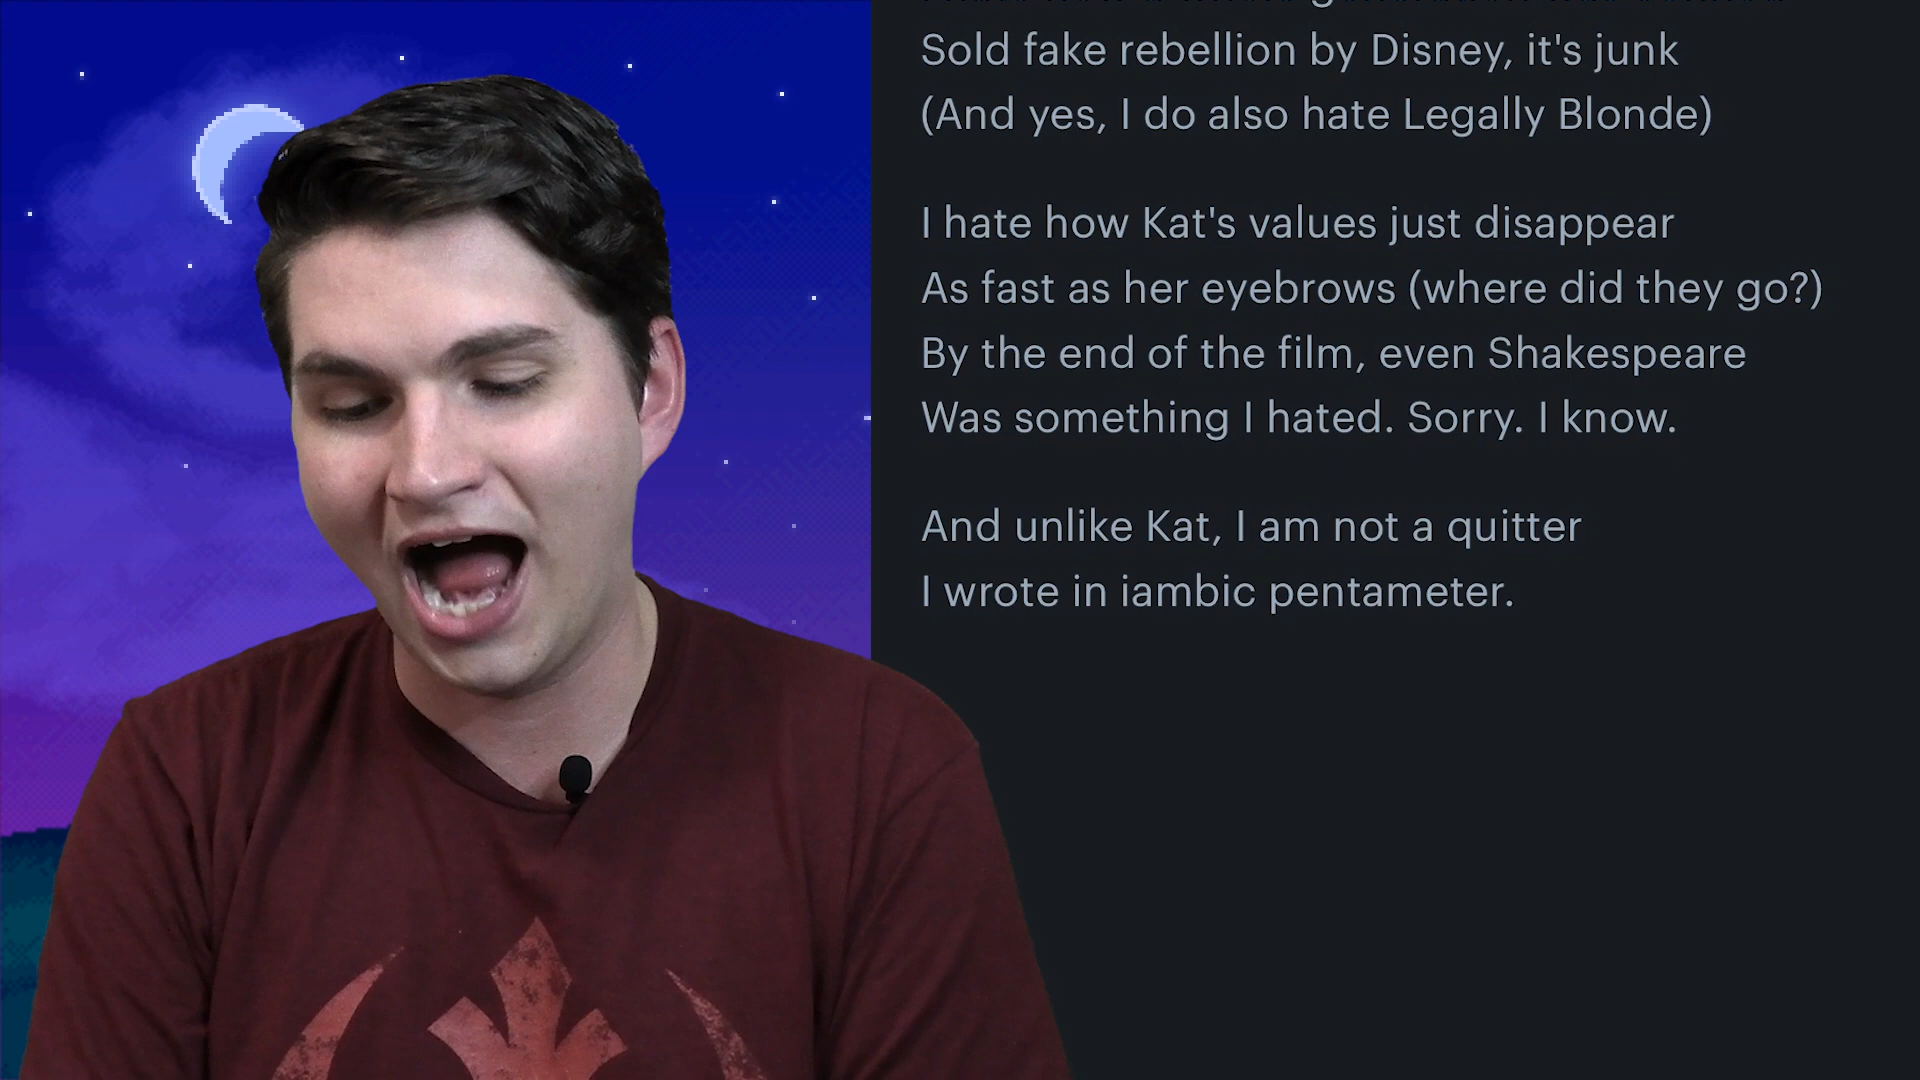 Sold fake rebellion by Disney, it's junk
(And yes, I do also hate Legally Blonde)
I hate how Kat's values just disappear
As fast as her eyebrows (where did they go?)
By the end of the film, even Shakespeare
Was something I hated. Sorry. I know.
And unlike Kat, I am not a quitter
I wrote in iambic pentameter.